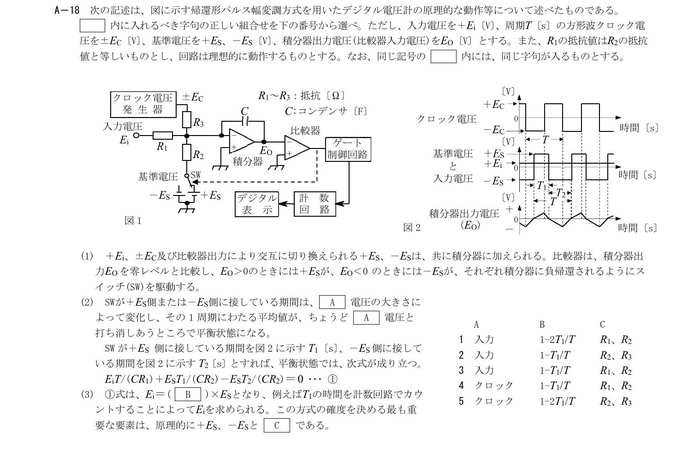 A－18 次の記述は、図に示す帰還形パルス幅変調方式を用いたデジタル電圧計の原理的な動作等について述べたものである。
内に入れるべき字句の正しい組合せを下の番号から選べ。ただし、入力電圧を+Ei〔V〕、周期T〔s〕の方形波クロック電
圧を±EC〔V〕、基準電圧を+ES、-ES〔V〕、積分器出力電圧(比較器入力電圧)をEO〔V〕とする。また、R1の抵抗値はR2の抵抗
値と等しいものとし、回路は理想的に動作するものとする。なお、同じ記号の 内には、同じ字句が入るものとする。
クロック電圧
発生器
±EC
R1～R3：抵抗〔Ω〕
C：コンデンサ〔F〕
R3
C
入力電圧
Ei
R1
R2
－
＋
積分器
EO
比較器
－
＋
ゲート
制御回路
基準電圧
SW
-ES
+ES
デジタル
表示
計数
回路
図1
〔V〕
クロック電圧
+EC
0
-EC
T
時間〔s〕
〔V〕
基準電圧
と
入力電圧
+ES
+Ei
0
-ES
T1
T2
T
時間〔s〕
〔V〕
積分器出力電圧
(EO)
＋
0
－
時間〔s〕
図2
(1) +Ei、±EC及び比較器出力により交互に切り換えられる+ES、-ESは、共に積分器に加えられる。比較器は、積分器出
力EOを零レベルと比較し、EO>0のときには+ESが、EO<0 のときには-ESが、それぞれ積分器に負帰還されるようにス
イッチ(SW)を駆動する。
(2) SWが+ES側または-ES側に接している期間は、 A 電圧の大きさに
よって変化し、その1周期にわたる平均値が、ちょうど A 電圧と
打ち消しあうところで平衡状態になる。
SWが+ES 側に接している期間を図2に示すT1〔s〕、-ES側に接して
いる期間を図2に示すT2〔s〕とすれば、平衡状態では、次式が成り立つ。
EiT/(CR1)+EST1/(CR2)-EST2/(CR2)＝0 ･･･ ①
(3) ①式は、Ei＝( B )×ESとなり、例えばT1の時間を計数回路でカウ
ントすることによってEiを求められる。この方式の確度を決める最も重
要な要素は、原理的に+ES、-ESと C である。
A B C
1 入力 1-2T1/T R1、R2
2 入力 1-T1/T R2、R3
3 入力 1-T1/T R1、R2
4 クロック 1-T1/T R1、R2
5 クロック 1-2T1/T R2、R3